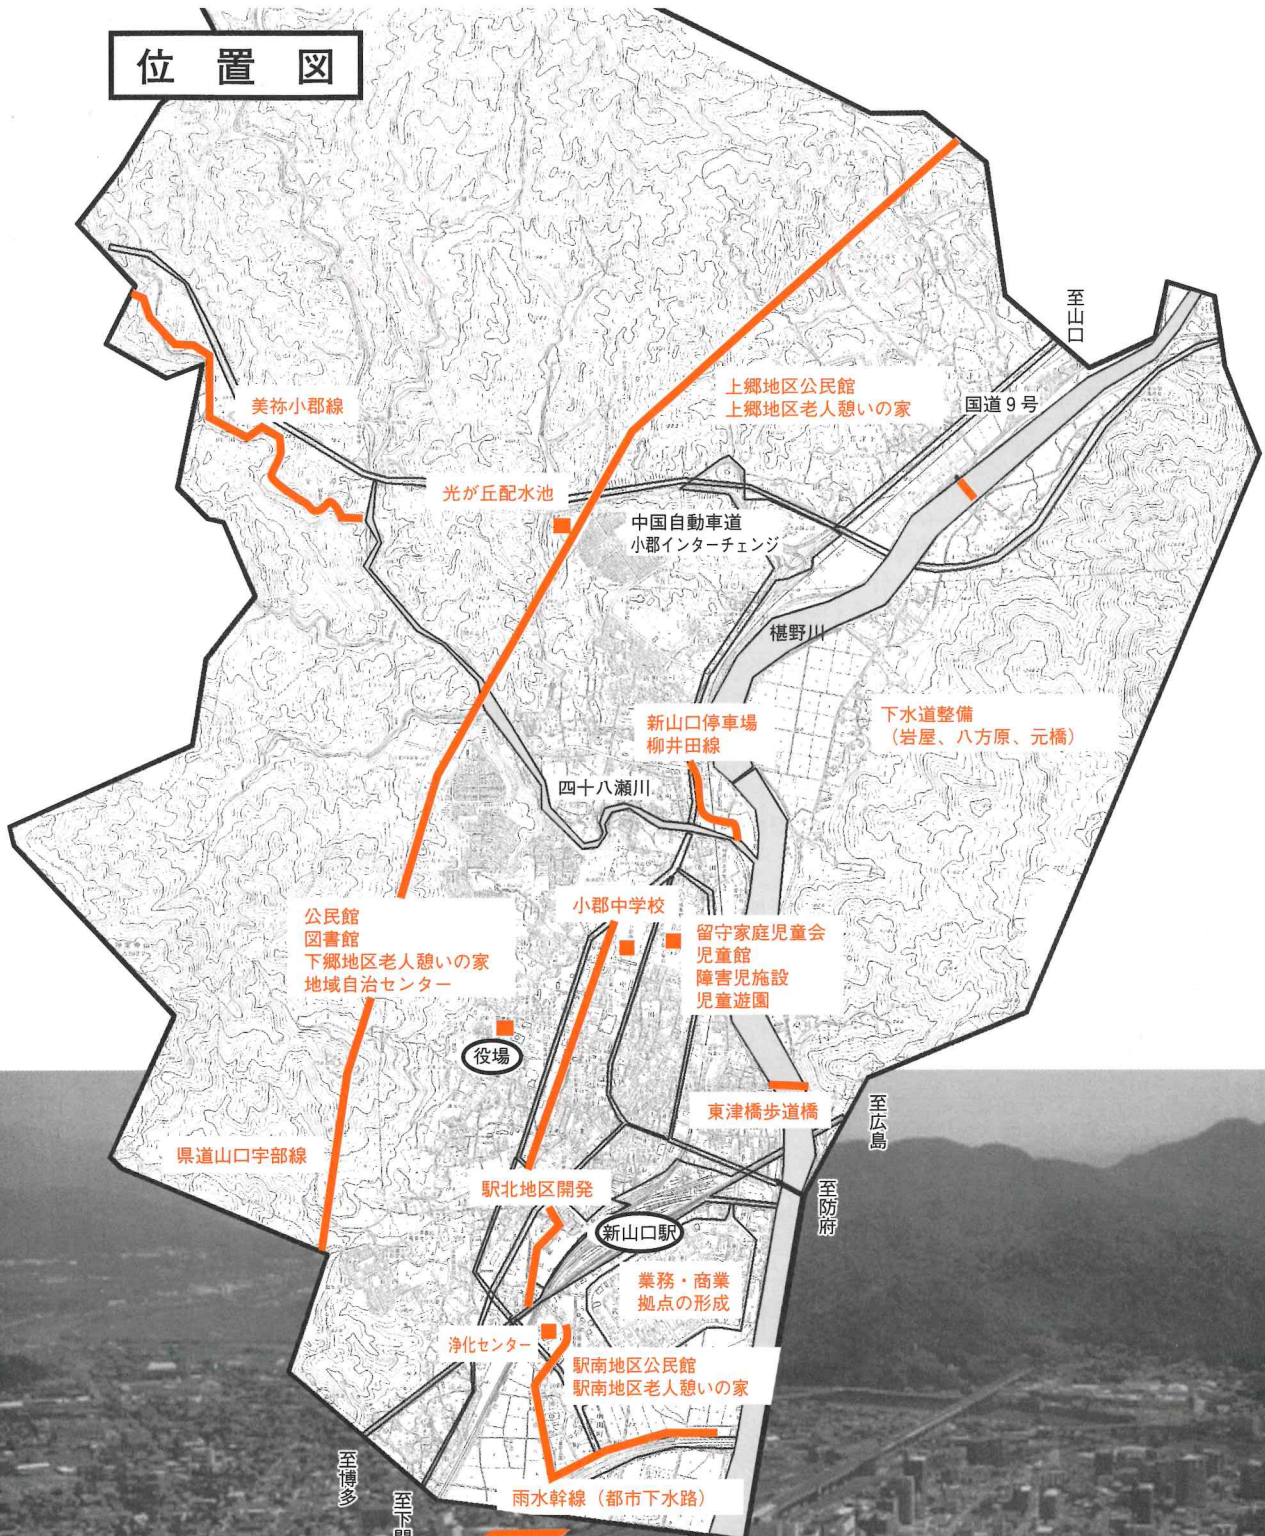 位置図
至山口
上郷地区公民館
上郷地区老人憩いの家
国道9号
美祢小郡線
光が丘配水池
中国自動車道
小郡インターチェンジ
椹野川
新山口停車場
柳井田線
下水道整備
（岩屋、八方原、元橋）
四十八瀬川
小郡中学校
公民館
図書館
下郷地区老人憩いの家
地域自治センター
留守家庭児童会
児童館
障害児施設
児童遊園
役場
東津橋歩道橋
至広島
県道山口宇部線
駅北地区開発
至防府
新山口駅
業務・商業
拠点の形成
浄化センター
駅南地区公民館
駅南地区老人憩いの家
至博多
至下関
雨水幹線（都市下水路）